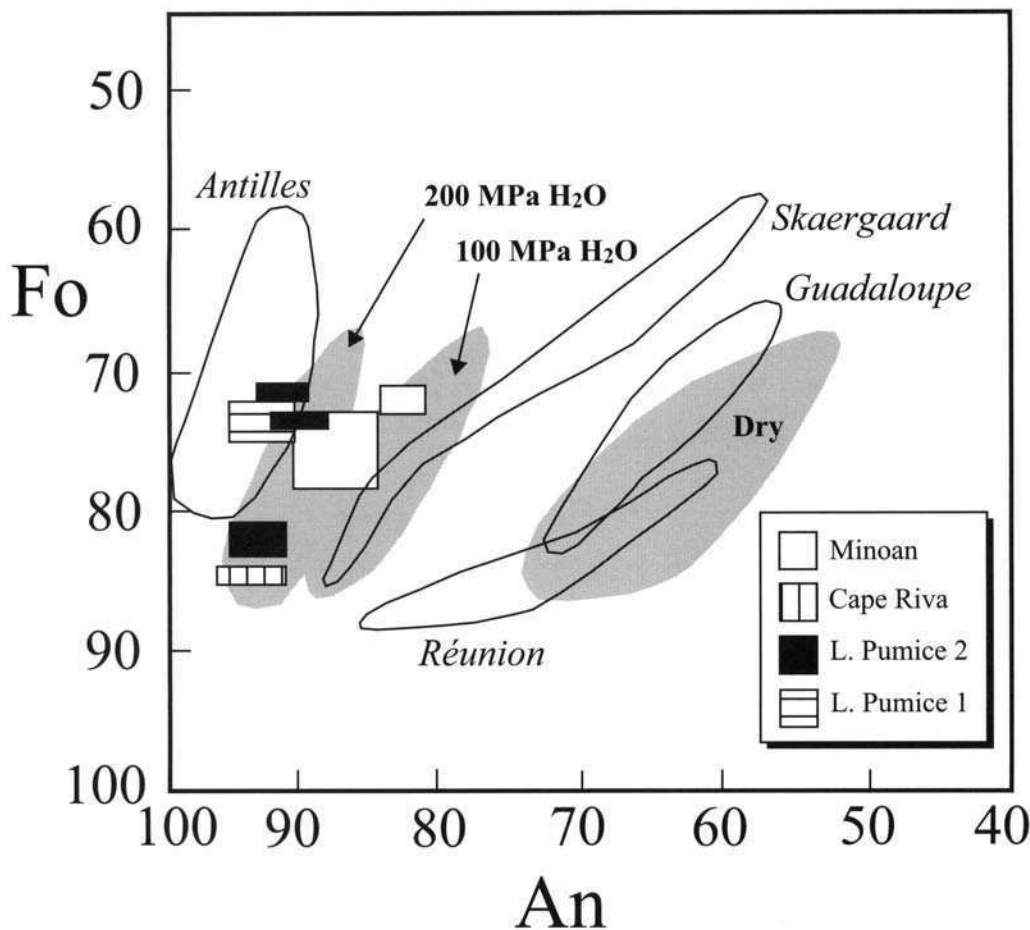 50
60
70
80
90
100
Fo
Antilles
200 MPa H₂O
100 MPa H₂O
Skaergaard
Guadaloupe
Dry
Réunion
Minoan
Cape Riva
L. Pumice 2
L. Pumice 1
100 90 80 70 60 50 40
An